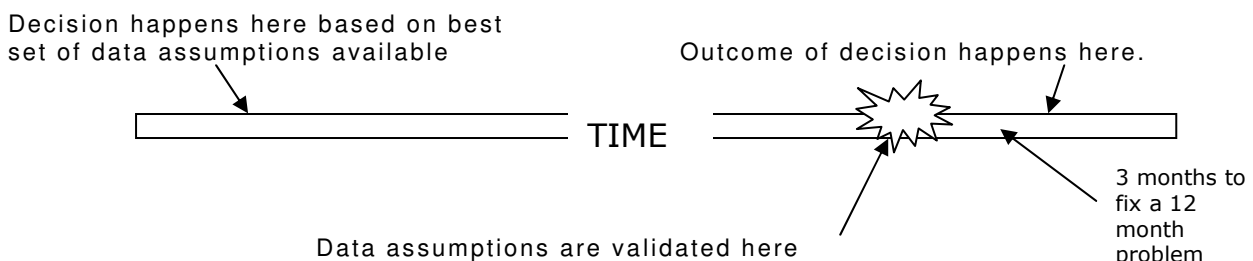 Decision happens here based on best
set of data assumptions available
Outcome of decision happens here.
TIME
3 months to
fix a 12
month
problem
Data assumptions are validated here